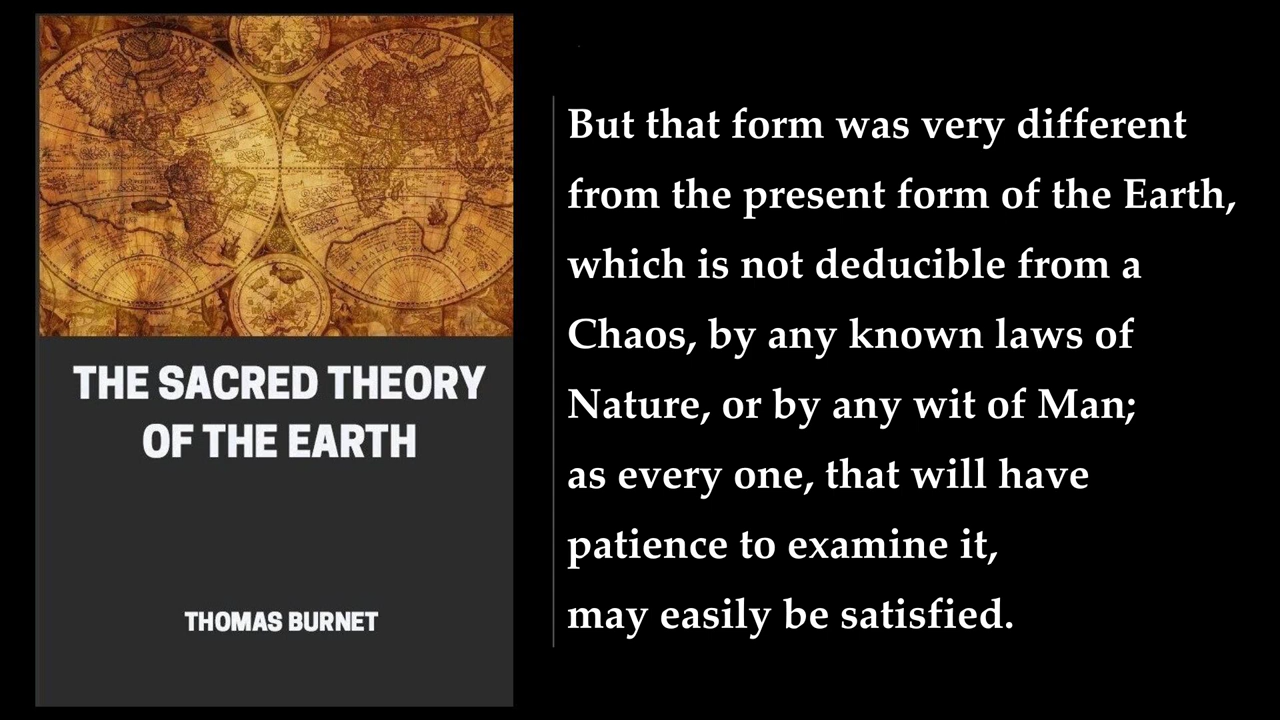 THE SACRED THEORY
OF THE EARTH
THOMAS BURNET
But that form was very different
from the present form of the Earth,
which is not deducible from a
Chaos, by any known laws of
Nature, or by any wit of Man;
as every one, that will have
patience to examine it,
may easily be satisfied.